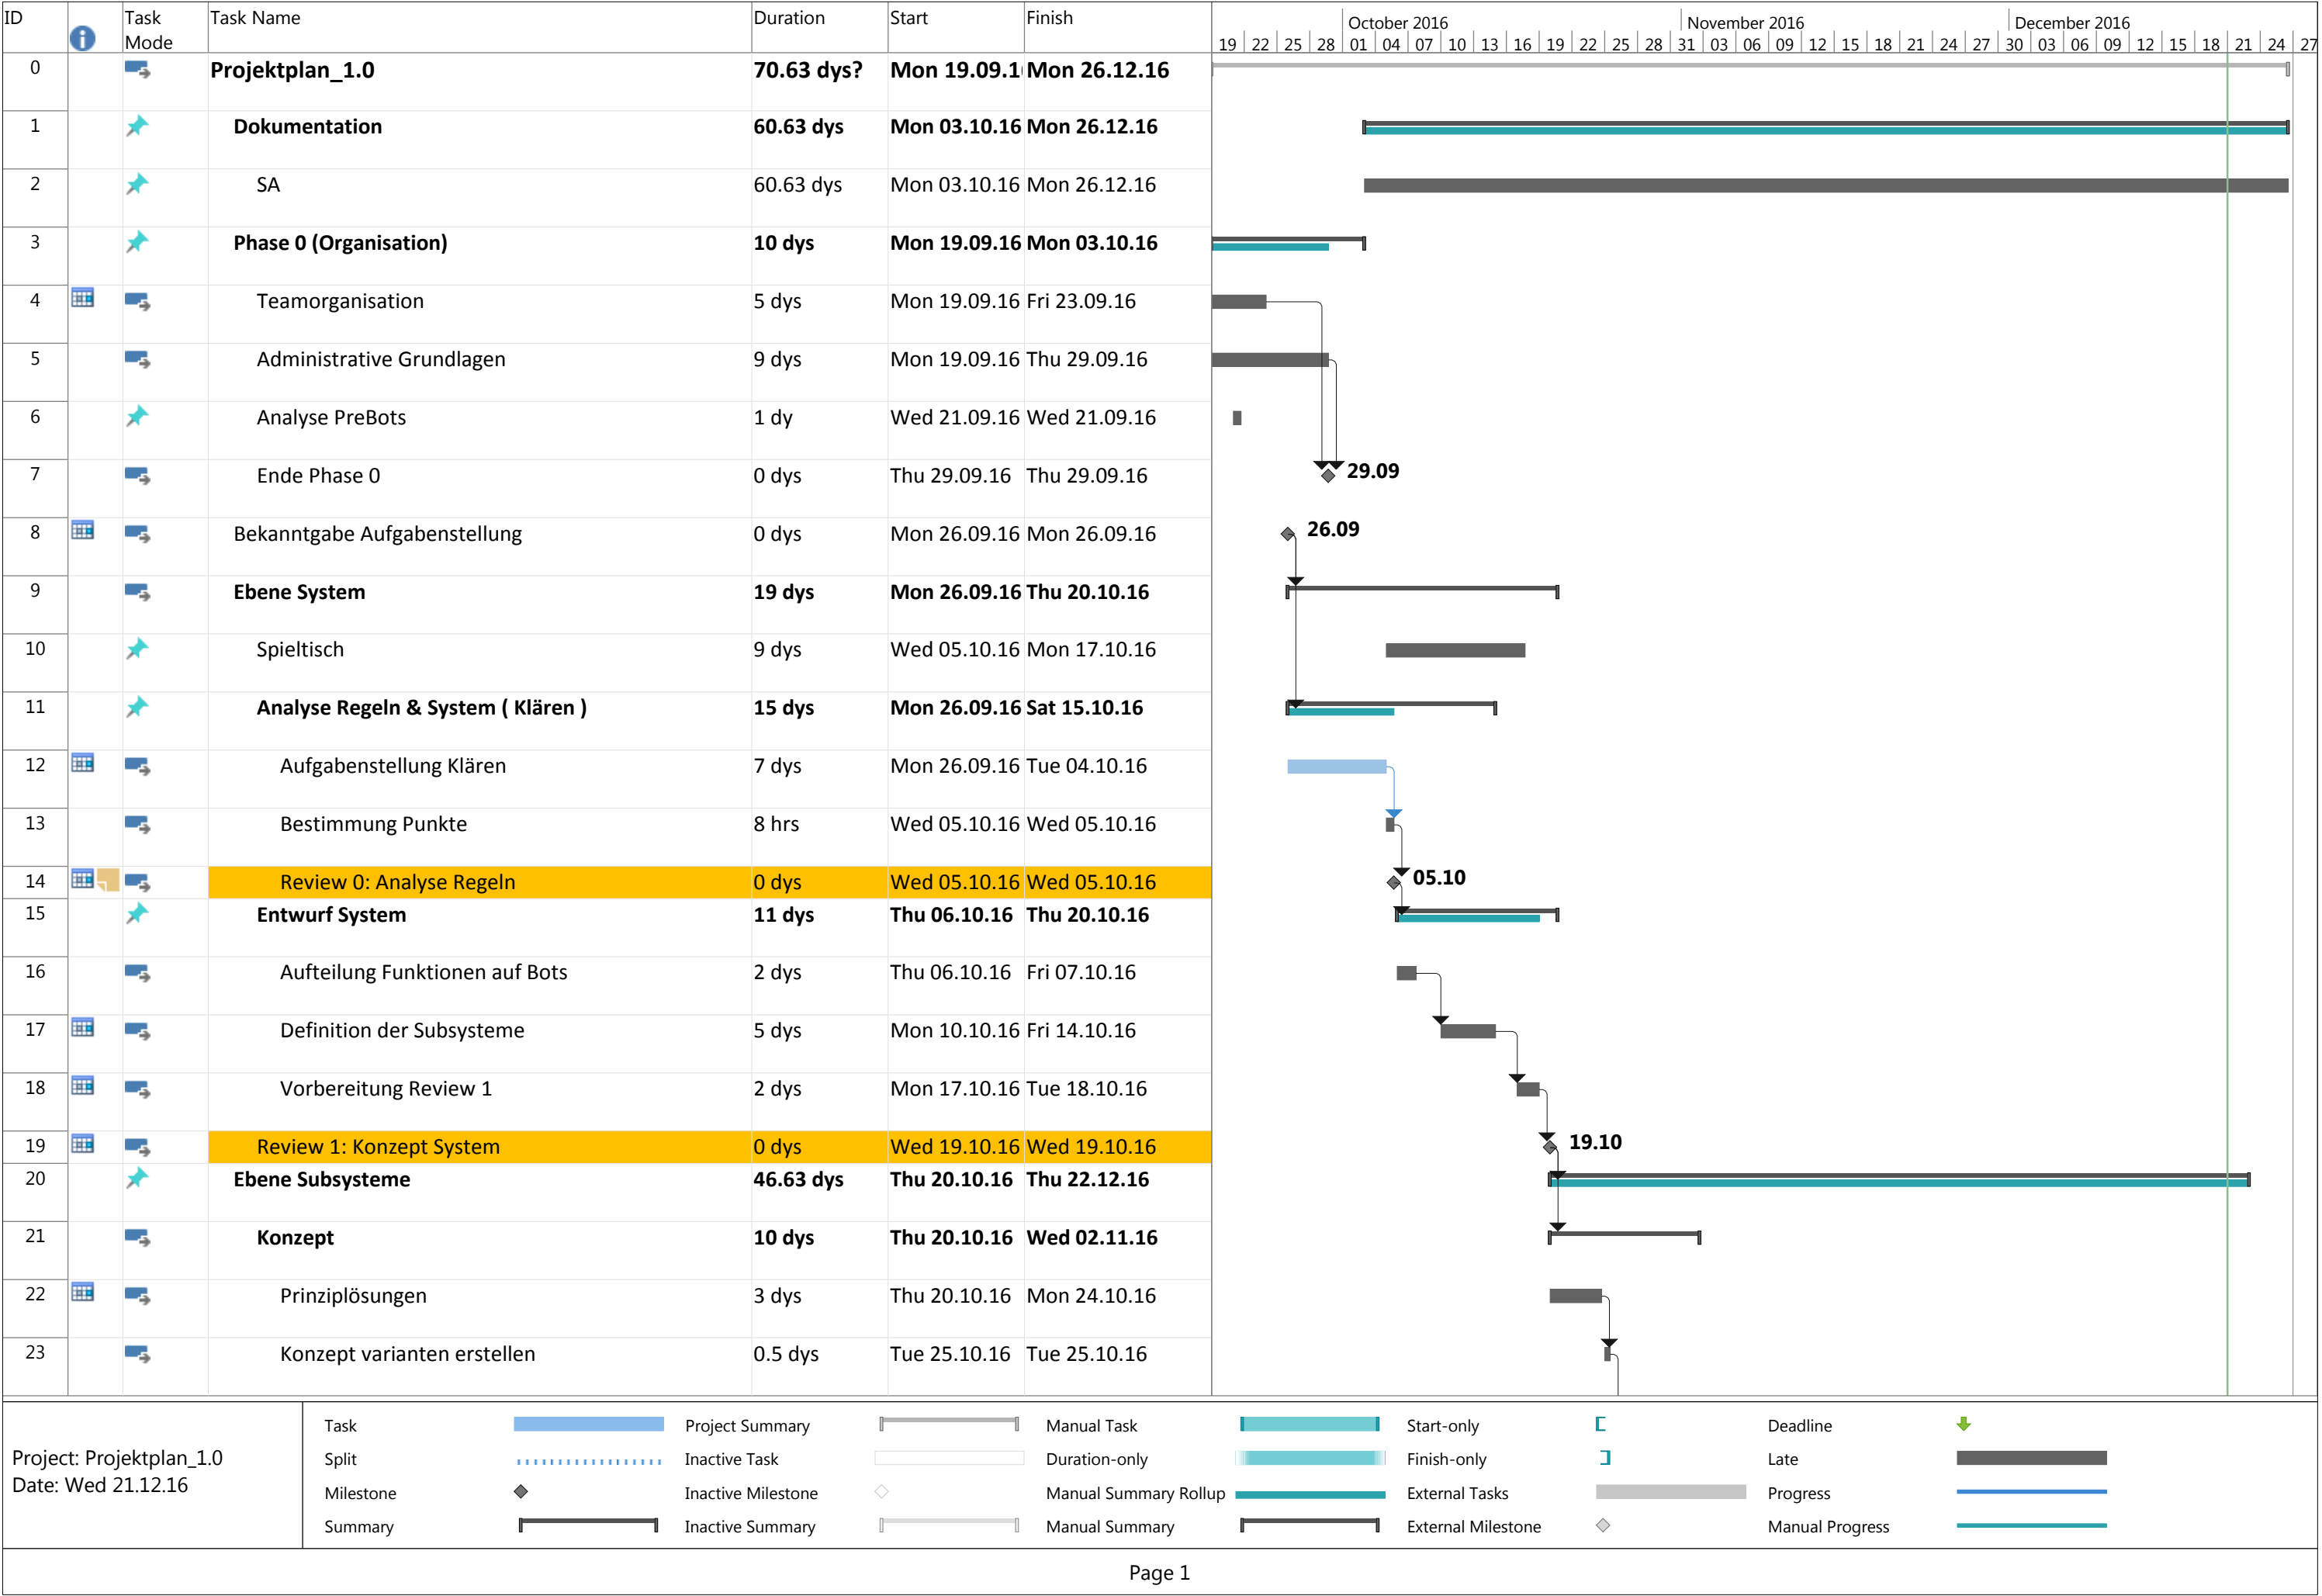 ID Task Mode Task Name Duration Start Finish
October 2016 November 2016 December 2016
19 22 25 28 01 04 07 10 13 16 19 22 25 28 31 03 06 09 12 15 18 21 24 27 30 03 06 09 12 15 18 21 24 27
0 Projektplan_1.0 70.63 dys? Mon 19.09.1 Mon 26.12.16
1 Dokumentation 60.63 dys Mon 03.10.16 Mon 26.12.16
2 SA 60.63 dys Mon 03.10.16 Mon 26.12.16
3 Phase 0 (Organisation) 10 dys Mon 19.09.16 Mon 03.10.16
4 Teamorganisation 5 dys Mon 19.09.16 Fri 23.09.16
5 Administrative Grundlagen 9 dys Mon 19.09.16 Thu 29.09.16
6 Analyse PreBots 1 dy Wed 21.09.16 Wed 21.09.16
7 Ende Phase 0 0 dys Thu 29.09.16 Thu 29.09.16 29.09
8 Bekanntgabe Aufgabenstellung 0 dys Mon 26.09.16 Mon 26.09.16 26.09
9 Ebene System 19 dys Mon 26.09.16 Thu 20.10.16
10 Spieltisch 9 dys Wed 05.10.16 Mon 17.10.16
11 Analyse Regeln & System ( Klären ) 15 dys Mon 26.09.16 Sat 15.10.16
12 Aufgabenstellung Klären 7 dys Mon 26.09.16 Tue 04.10.16
13 Bestimmung Punkte 8 hrs Wed 05.10.16 Wed 05.10.16
14 Review 0: Analyse Regeln 0 dys Wed 05.10.16 Wed 05.10.16 05.10
15 Entwurf System 11 dys Thu 06.10.16 Thu 20.10.16
16 Aufteilung Funktionen auf Bots 2 dys Thu 06.10.16 Fri 07.10.16
17 Definition der Subsysteme 5 dys Mon 10.10.16 Fri 14.10.16
18 Vorbereitung Review 1 2 dys Mon 17.10.16 Tue 18.10.16
19 Review 1: Konzept System 0 dys Wed 19.10.16 Wed 19.10.16 19.10
20 Ebene Subsysteme 46.63 dys Thu 20.10.16 Thu 22.12.16
21 Konzept 10 dys Thu 20.10.16 Wed 02.11.16
22 Prinziplösungen 3 dys Thu 20.10.16 Mon 24.10.16
23 Konzept varianten erstellen 0.5 dys Tue 25.10.16 Tue 25.10.16
Project: Projektplan_1.0
Date: Wed 21.12.16
Task Project Summary Manual Task Start-only Deadline
Split Inactive Task Duration-only Finish-only Late
Milestone Inactive Milestone Manual Summary Rollup External Tasks Progress
Summary Inactive Summary Manual Summary External Milestone Manual Progress
Page 1